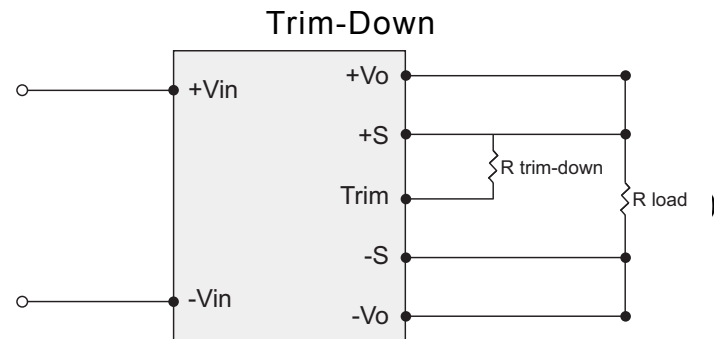 Trim-Down
+Vin
+Vo
+S
R trim-down
Trim
R load
-S
-Vin
-Vo